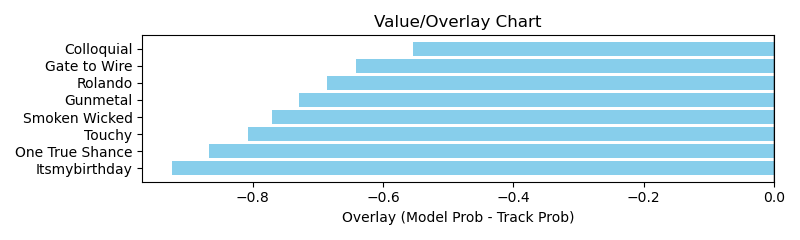 Value/Overlay Chart
Colloquial
Gate to Wire
Rolando
Gunmetal
Smoken Wicked
Touchy
One True Shance
Itsmybirthday
−0.8 −0.6 −0.4 −0.2 0.0
Overlay (Model Prob - Track Prob)